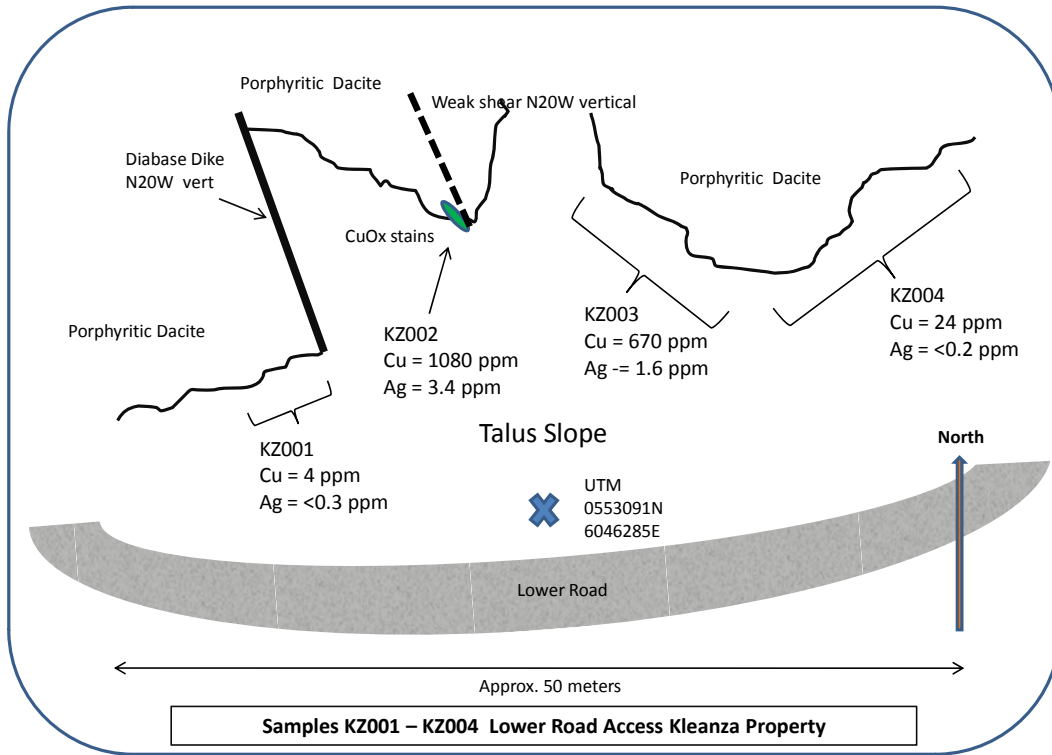 Porphyritic Dacite
Weak shear N20W vertical
Diabase Dike
N20W vert
Porphyritic Dacite
CuOx stains
Porphyritic Dacite
KZ002
Cu = 1080 ppm
Ag = 3.4 ppm
KZ003
Cu = 670 ppm
Ag -= 1.6 ppm
KZ004
Cu = 24 ppm
Ag = <0.2 ppm
KZ001
Cu = 4 ppm
Ag = <0.3 ppm
Talus Slope
North
UTM
0553091N
6046285E
Lower Road
Approx. 50 meters
Samples KZ001 – KZ004 Lower Road Access Kleanza Property